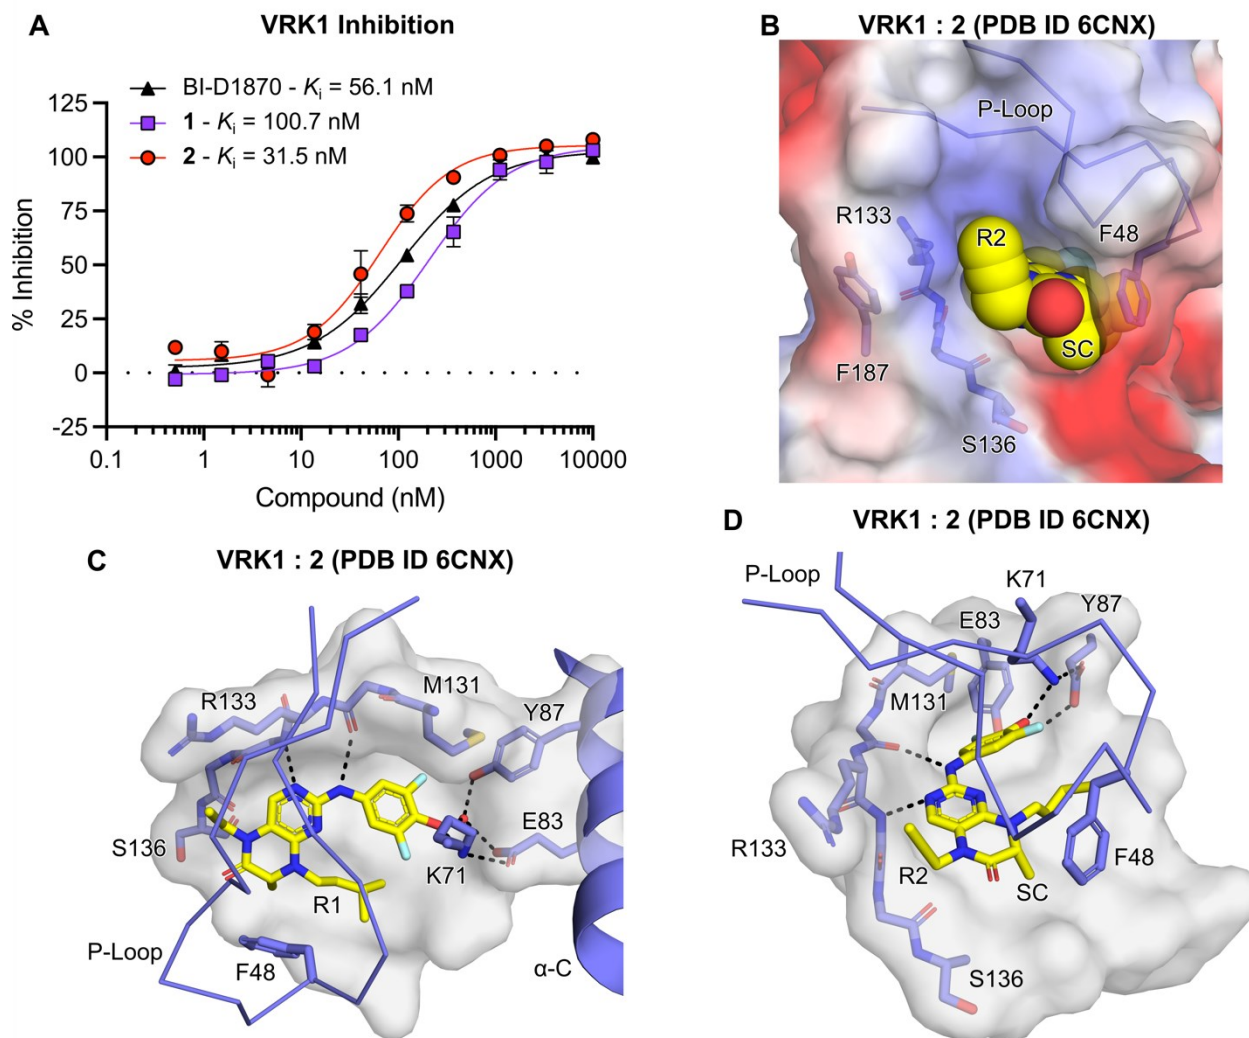 A
VRK1 Inhibition
BI-D1870 - Ki = 56.1 nM
1 - Ki = 100.7 nM
2 - Ki = 31.5 nM
125
100
75
50
25
0
-25
% Inhibition
0.1
1
10
100
1000
10000
Compound (nM)
B
VRK1 : 2 (PDB ID 6CNX)
P-Loop
R133
R2
F48
F187
SC
S136
C
VRK1 : 2 (PDB ID 6CNX)
R133
M131
Y87
S136
E83
K71
R1
P-Loop
F48
α-C
D
VRK1 : 2 (PDB ID 6CNX)
P-Loop
K71
E83
Y87
M131
R133
R2
SC
F48
S136